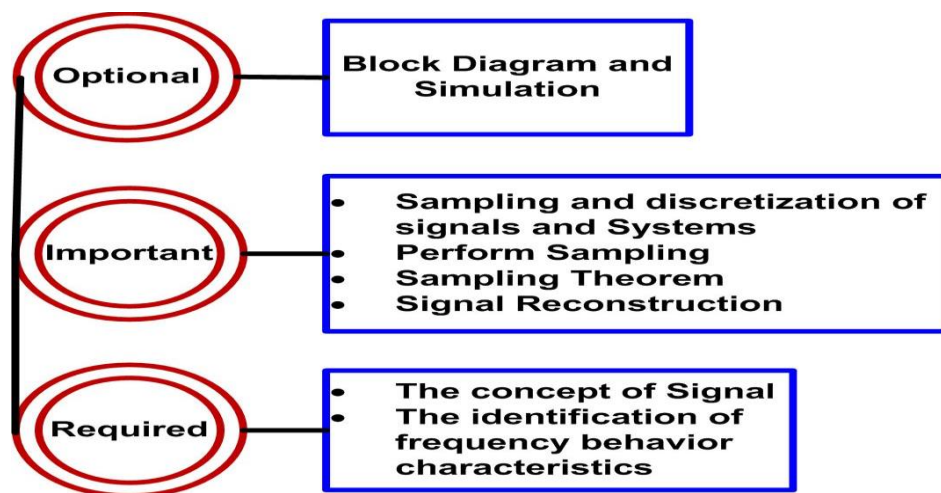 Optional
Block Diagram and
Simulation
Important
• Sampling and discretization of
signals and Systems
• Perform Sampling
• Sampling Theorem
• Signal Reconstruction
Required
• The concept of Signal
• The identification of
frequency behavior
characteristics